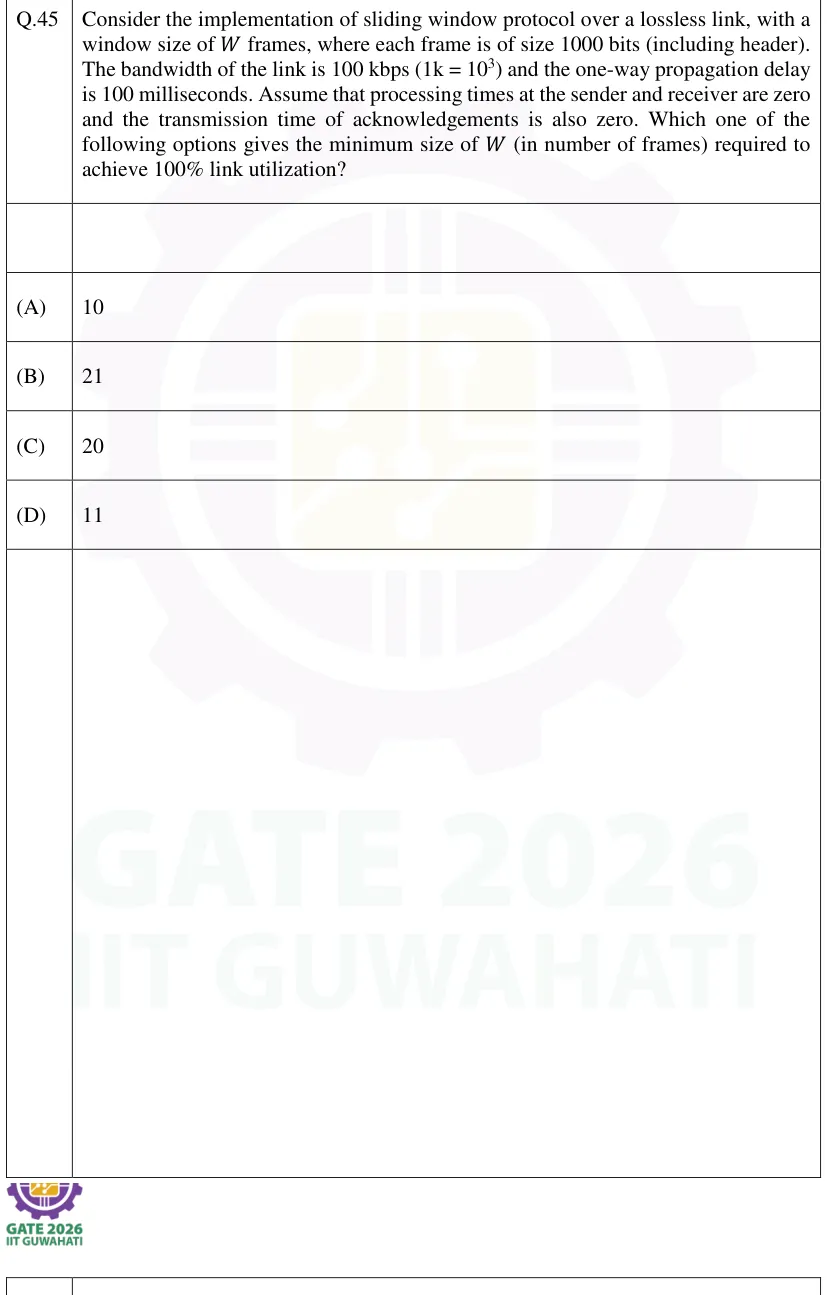 Q.45 Consider the implementation of sliding window protocol over a lossless link, with a
window size of W frames, where each frame is of size 1000 bits (including header).
The bandwidth of the link is 100 kbps (1k = 10³) and the one-way propagation delay
is 100 milliseconds. Assume that processing times at the sender and receiver are zero
and the transmission time of acknowledgements is also zero. Which one of the
following options gives the minimum size of W (in number of frames) required to
achieve 100% link utilization?
(A) 10
(B) 21
(C) 20
(D) 11
GATE 2026
IIT GUWAHATI
GATE 2026
IIT GUWAHATI